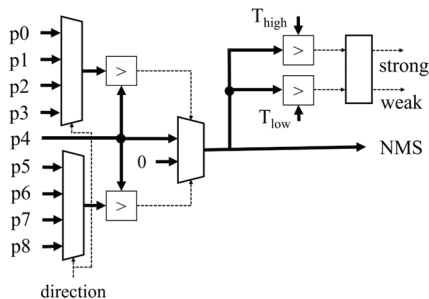 T_high
p0
p1
p2
p3
p4
p5
p6
p7
p8
>
>
>
>
0
T_low
strong
weak
NMS
direction